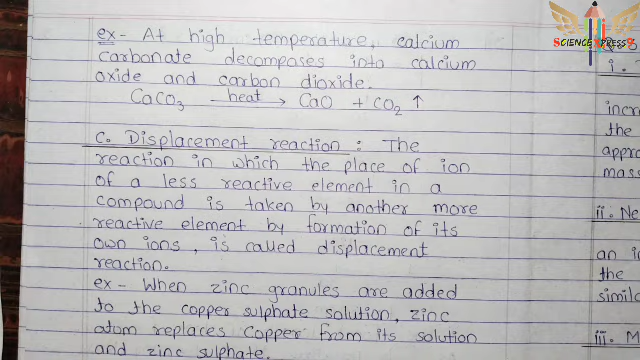 ex- At high temperature, calcium
carbonate decomposes into calcium
oxide and carbon dioxide.
CaCO3 heat → CaO + CO2 ↑
C. Displacement reaction : The
reaction in which the place of ion
of a less reactive element in a
compound is taken by another more
reactive element by formation of its
own ions, is called displacement
reaction.
ex- When zinc granules are added
to the copper sulphate solution, zinc
atom replaces copper from its solution
and zinc sulphate.
SCIENCE XPRESS
i.
incre
the
appro
mass
ii. Ne
an i
the
simila
iii. M